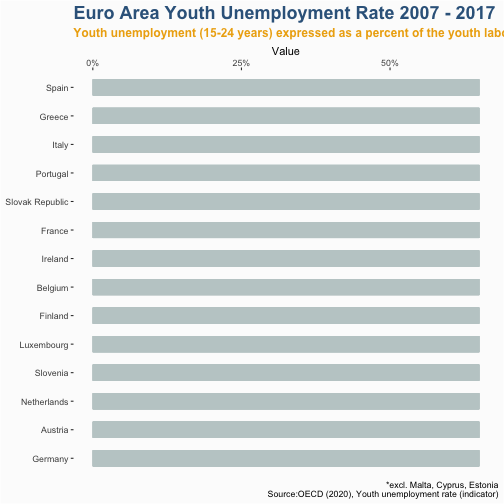 Euro Area Youth Unemployment Rate 2007 - 2017
Youth unemployment (15-24 years) expressed as a percent of the youth
Value
0% 25% 50%
Spain
Greece
Italy
Portugal
Slovak Republic
France
Ireland
Belgium
Finland
Luxembourg
Slovenia
Netherlands
Austria
Germany
*excl. Malta, Cyprus, Estonia
Source:OECD (2020), Youth unemployment rate (indicator)